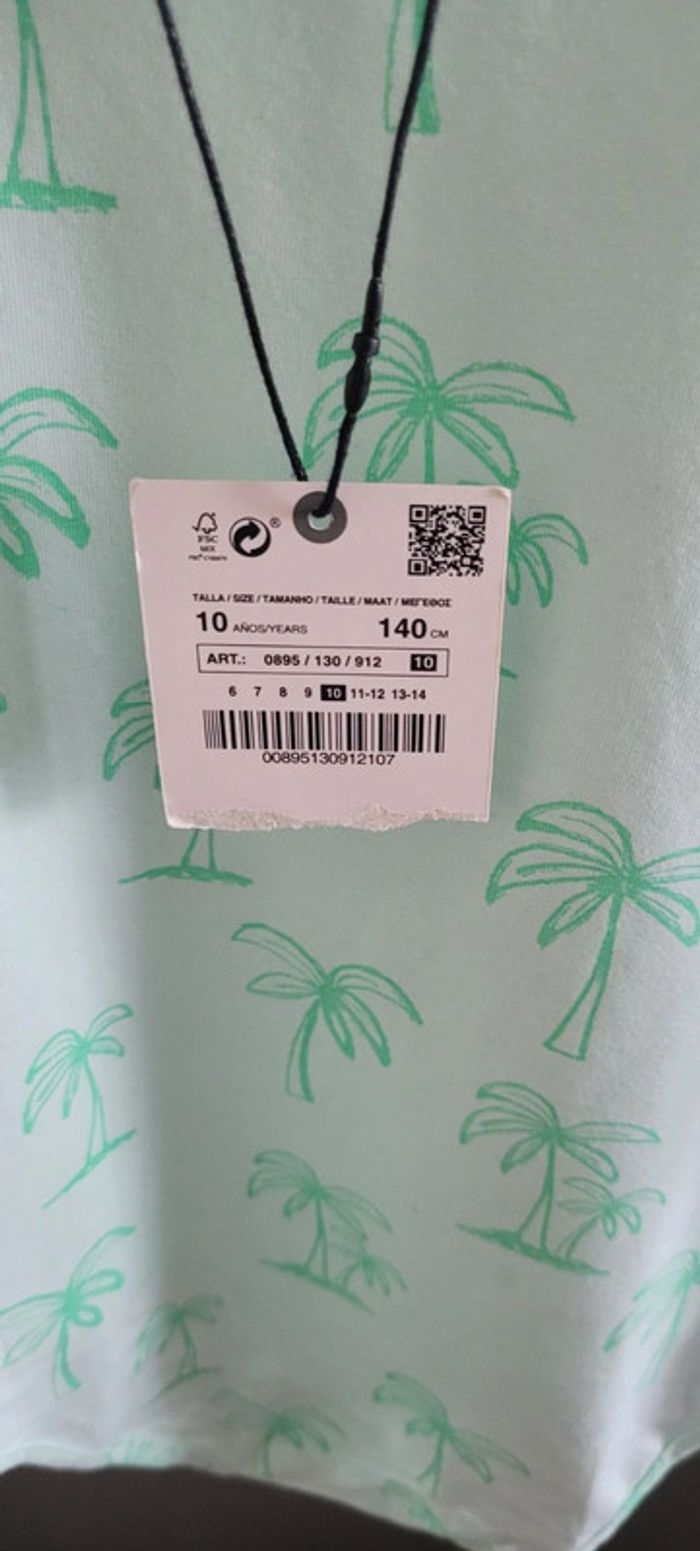 FSC
MIX
®
TALLA / SIZE / TAMANHO / TAILLE / MAAT / ΜΕΓΕΘΟΣ
10 AÑOS/YEARS 140 CM
ART.: 0895 / 130 / 912 10
6 7 8 9 10 11-12 13-14
00895130912107